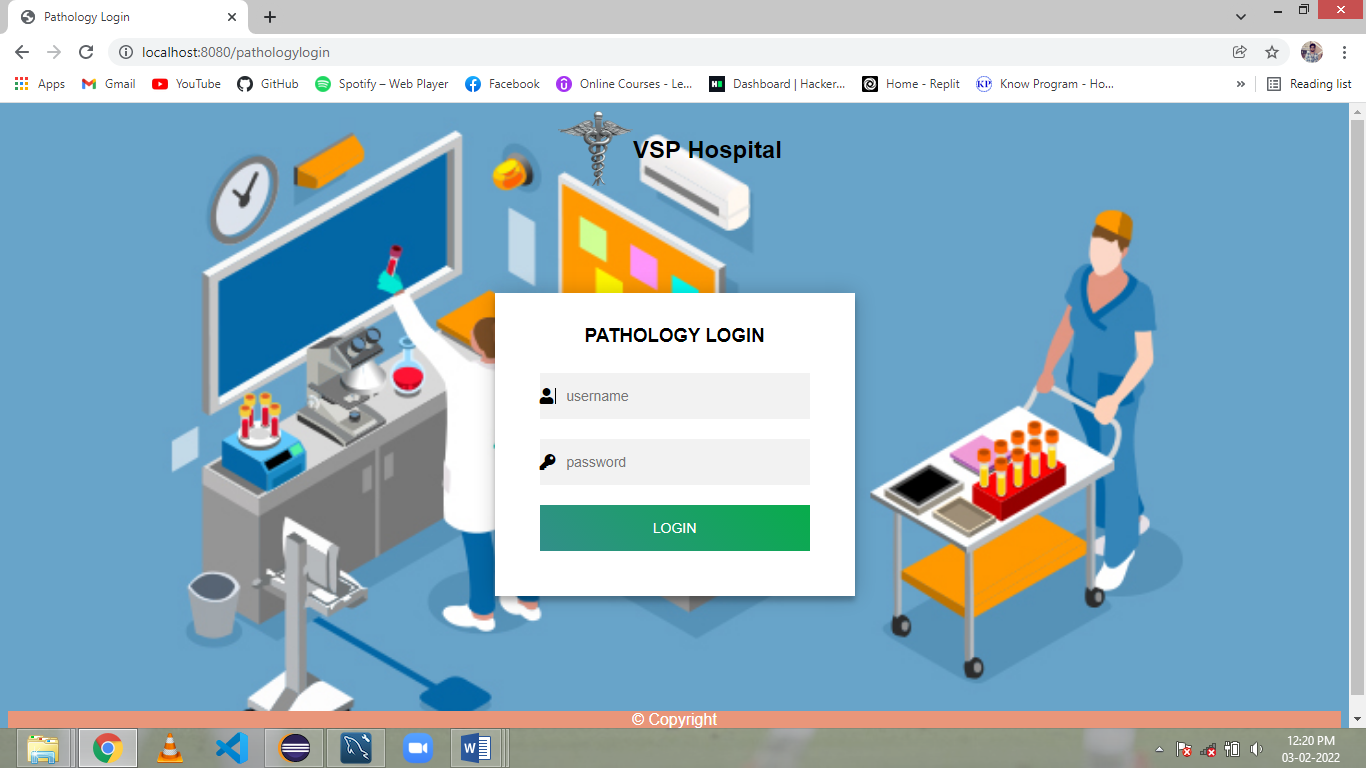 Pathology Login
localhost:8080/pathologylogin
Apps Gmail YouTube GitHub Spotify – Web Player Facebook Online Courses - Le... Dashboard | Hacker... Home - Replit KP Know Program - Ho... » Reading list
VSP Hospital
PATHOLOGY LOGIN
username
password
LOGIN
© Copyright
12:20 PM
03-02-2022